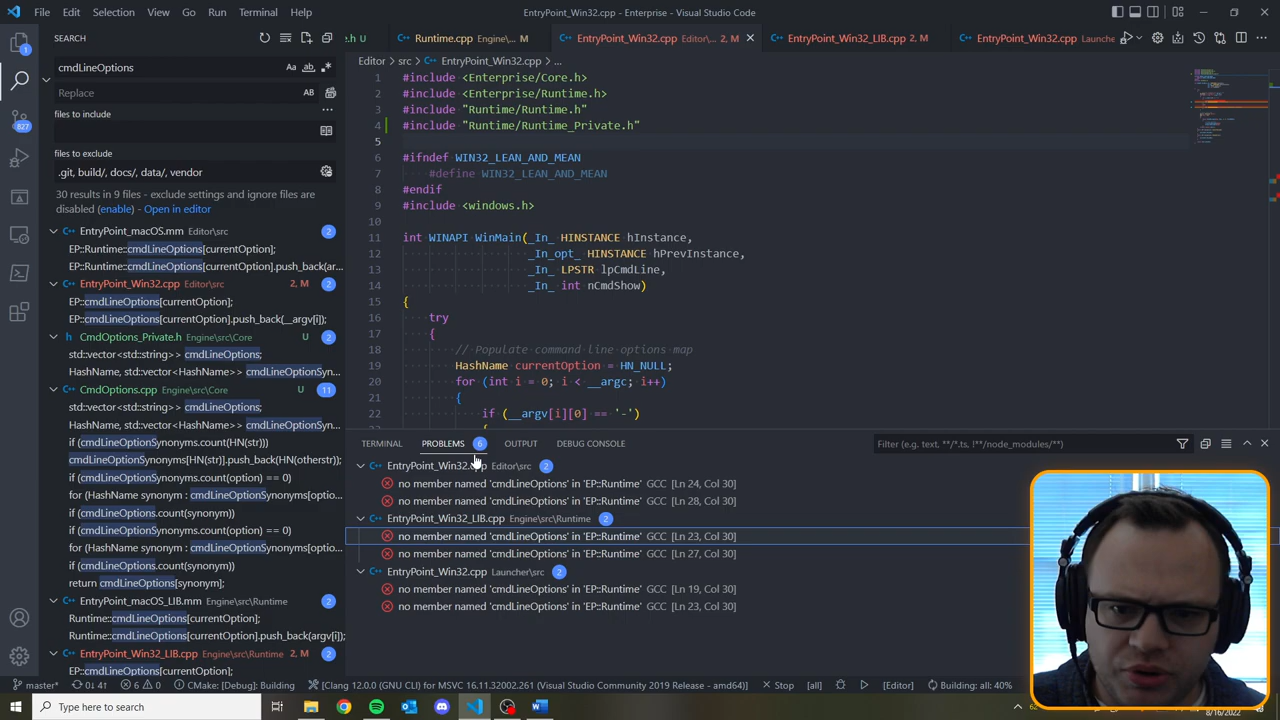 File Edit Selection View Go Run Terminal Help EntryPoint_Win32.cpp - Enterprise - Visual Studio Code
SEARCH
cmdLineOptions
Replace
files to include
files to exclude
.git, build/, docs/, data/, vendor
30 results in 9 files - exclude settings and ignore files are
disabled (enable) - Open in editor
EntryPoint_macOS.mm Editor\src 2
EP::Runtime::cmdLineOptions[currentOption];
EP::Runtime::cmdLineOptions[currentOption].push_back(ar...
EntryPoint_Win32.cpp Editor\src 2, M 2
EP::cmdLineOptions[currentOption];
EP::cmdLineOptions[currentOption].push_back(__argv[i]);
CmdOptions_Private.h Engine\src\Core U 2
std::vector<std::string>> cmdLineOptions;
HashName, std::vector<HashName>> cmdLineOptionSyn...
CmdOptions.cpp Engine\src\Core U 11
std::vector<std::string>> cmdLineOptions;
HashName, std::vector<HashName>> cmdLineOptionSyn...
if (cmdLineOptionSynonyms.count(HN(str)))
cmdLineOptionSynonyms[HN(str)].push_back(HN(otherstr));
if (cmdLineOptionSynonyms.count(option) == 0)
for (HashName synonym : cmdLineOptionSynonyms[optio...
if (cmdLineOptions.count(synonym))
if (cmdLineOptionSynonyms.count(option) == 0)
for (HashName synonym : cmdLineOptionSynonyms[optio...
if (cmdLineOptions.count(synonym))
return cmdLineOptions[synonym];
EntryPoint_macOS_LIB.mm Engine\src\Runtime 2
Runtime::cmdLineOptions[currentOption];
Runtime::cmdLineOptions[currentOption].push_back(argv[i]);
EntryPoint_Win32_LIB.cpp Engine\src\Runtime 2, M 2
EP::cmdLineOptions[currentOption];
.h U Runtime.cpp Engine\... M EntryPoint_Win32.cpp Editor\... 2, M EntryPoint_Win32_LIB.cpp 2, M EntryPoint_Win32.cpp Launche
Editor > src > EntryPoint_Win32.cpp > ...
1 #include <Enterprise/Core.h>
2 #include <Enterprise/Runtime.h>
3 #include "Runtime/Runtime.h"
4 #include "Runtime/Runtime_Private.h"
5
6 #ifndef WIN32_LEAN_AND_MEAN
7 #define WIN32_LEAN_AND_MEAN
8 #endif
9 #include <windows.h>
10
11 int WINAPI WinMain(_In_ HINSTANCE hInstance,
12 _In_opt_ HINSTANCE hPrevInstance,
13 _In_ LPSTR lpCmdLine,
14 _In_ int nCmdShow)
15 {
16 try
17 {
18 // Populate command line options map
19 HashName currentOption = HN_NULL;
20 for (int i = 0; i < __argc; i++)
21 {
22 if (__argv[i][0] == '-')
TERMINAL PROBLEMS 6 OUTPUT DEBUG CONSOLE Filter (e.g. text, **/*.ts, !**/node_modules/**)
EntryPoint_Win32.cpp Editor\src 2
no member named 'cmdLineOptions' in 'EP::Runtime' GCC [Ln 24, Col 30]
no member named 'cmdLineOptions' in 'EP::Runtime' GCC [Ln 28, Col 30]
EntryPoint_Win32_LIB.cpp Engine\src\Runtime 2
no member named 'cmdLineOptions' in 'EP::Runtime' GCC [Ln 23, Col 30]
no member named 'cmdLineOptions' in 'EP::Runtime' GCC [Ln 27, Col 30]
EntryPoint_Win32.cpp Launcher\src 2
no member named 'cmdLineOptions' in 'EP::Runtime' GCC [Ln 19, Col 30]
no member named 'cmdLineOptions' in 'EP::Runtime' GCC [Ln 23, Col 30]
master* 0↓ 4↑ 6 0 CMake: [Debug]: Building [Clang 12.0.0 (GNU CLI) for MSVC 16.11.32002.261 (Visual Studio Community 2019 Release - amd64)] Stop [all] [Editor] Building: all: 40%
Type here to search
8/16/2022